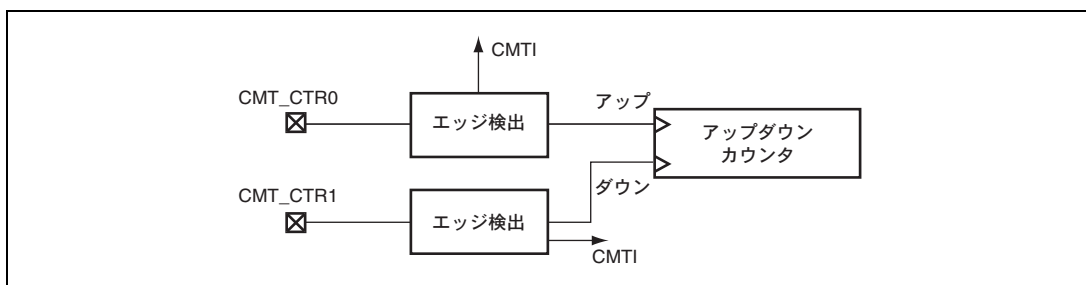 CMTI
CMT_CTR0
エッジ検出
アップ
アップダウン
カウンタ
CMT_CTR1
エッジ検出
ダウン
CMTI